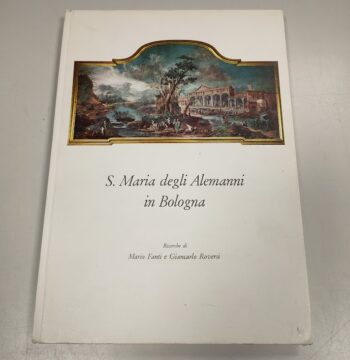 S. Maria degli Alemanni
in Bologna
Ricerche di
Mario Fanti e Giancarlo Roversi